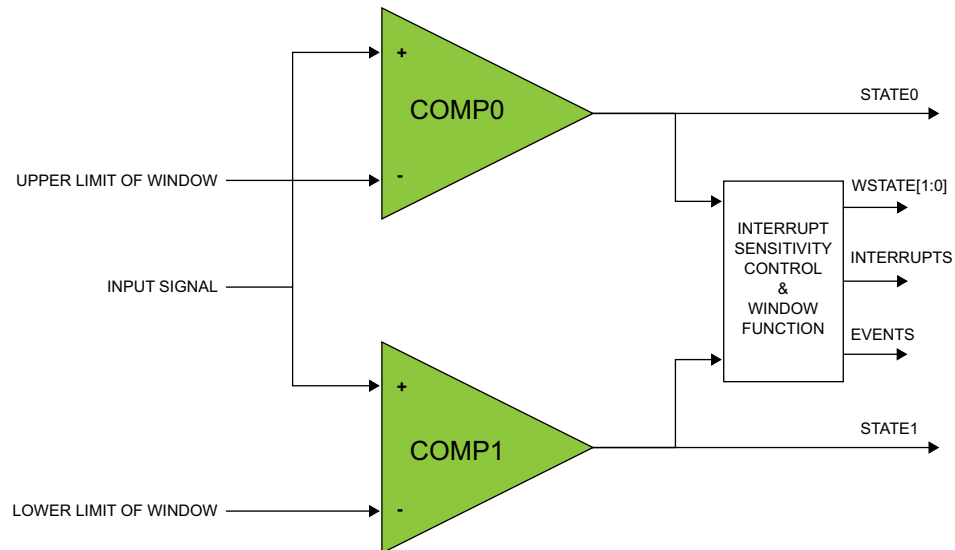 +
COMP0
-
STATE0
UPPER LIMIT OF WINDOW
WSTATE[1:0]
INTERRUPT
SENSITIVITY
CONTROL
&
WINDOW
FUNCTION
INTERRUPTS
EVENTS
INPUT SIGNAL
+
COMP1
-
STATE1
LOWER LIMIT OF WINDOW